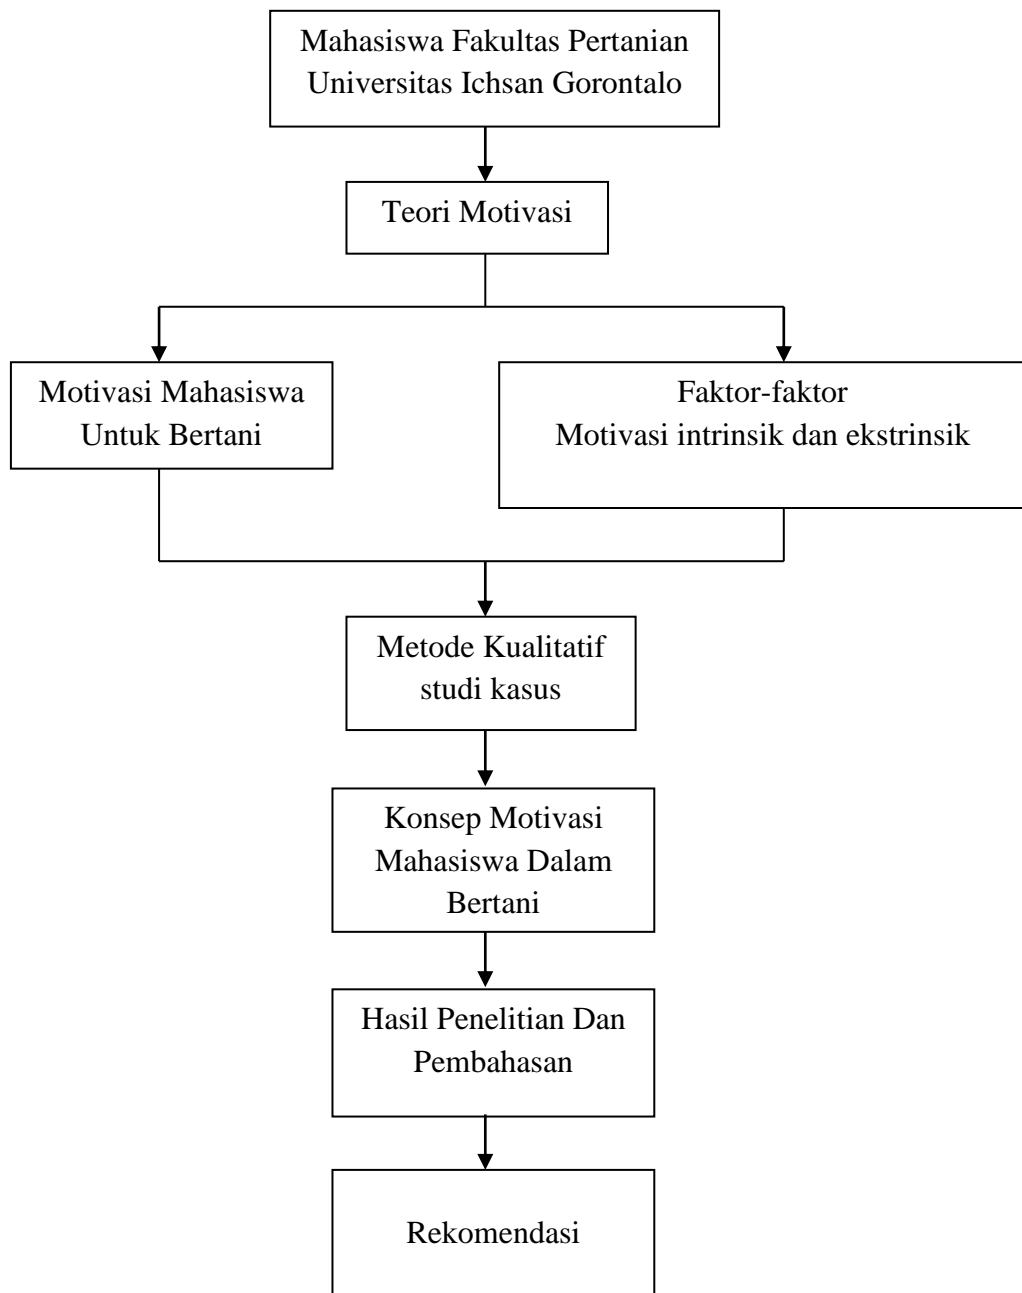 Mahasiswa Fakultas Pertanian
Universitas Ichsan Gorontalo
Teori Motivasi
Motivasi Mahasiswa
Untuk Bertani
Faktor-faktor
Motivasi intrinsik dan ekstrinsik
Metode Kualitatif
studi kasus
Konsep Motivasi
Mahasiswa Dalam
Bertani
Hasil Penelitian Dan
Pembahasan
Rekomendasi